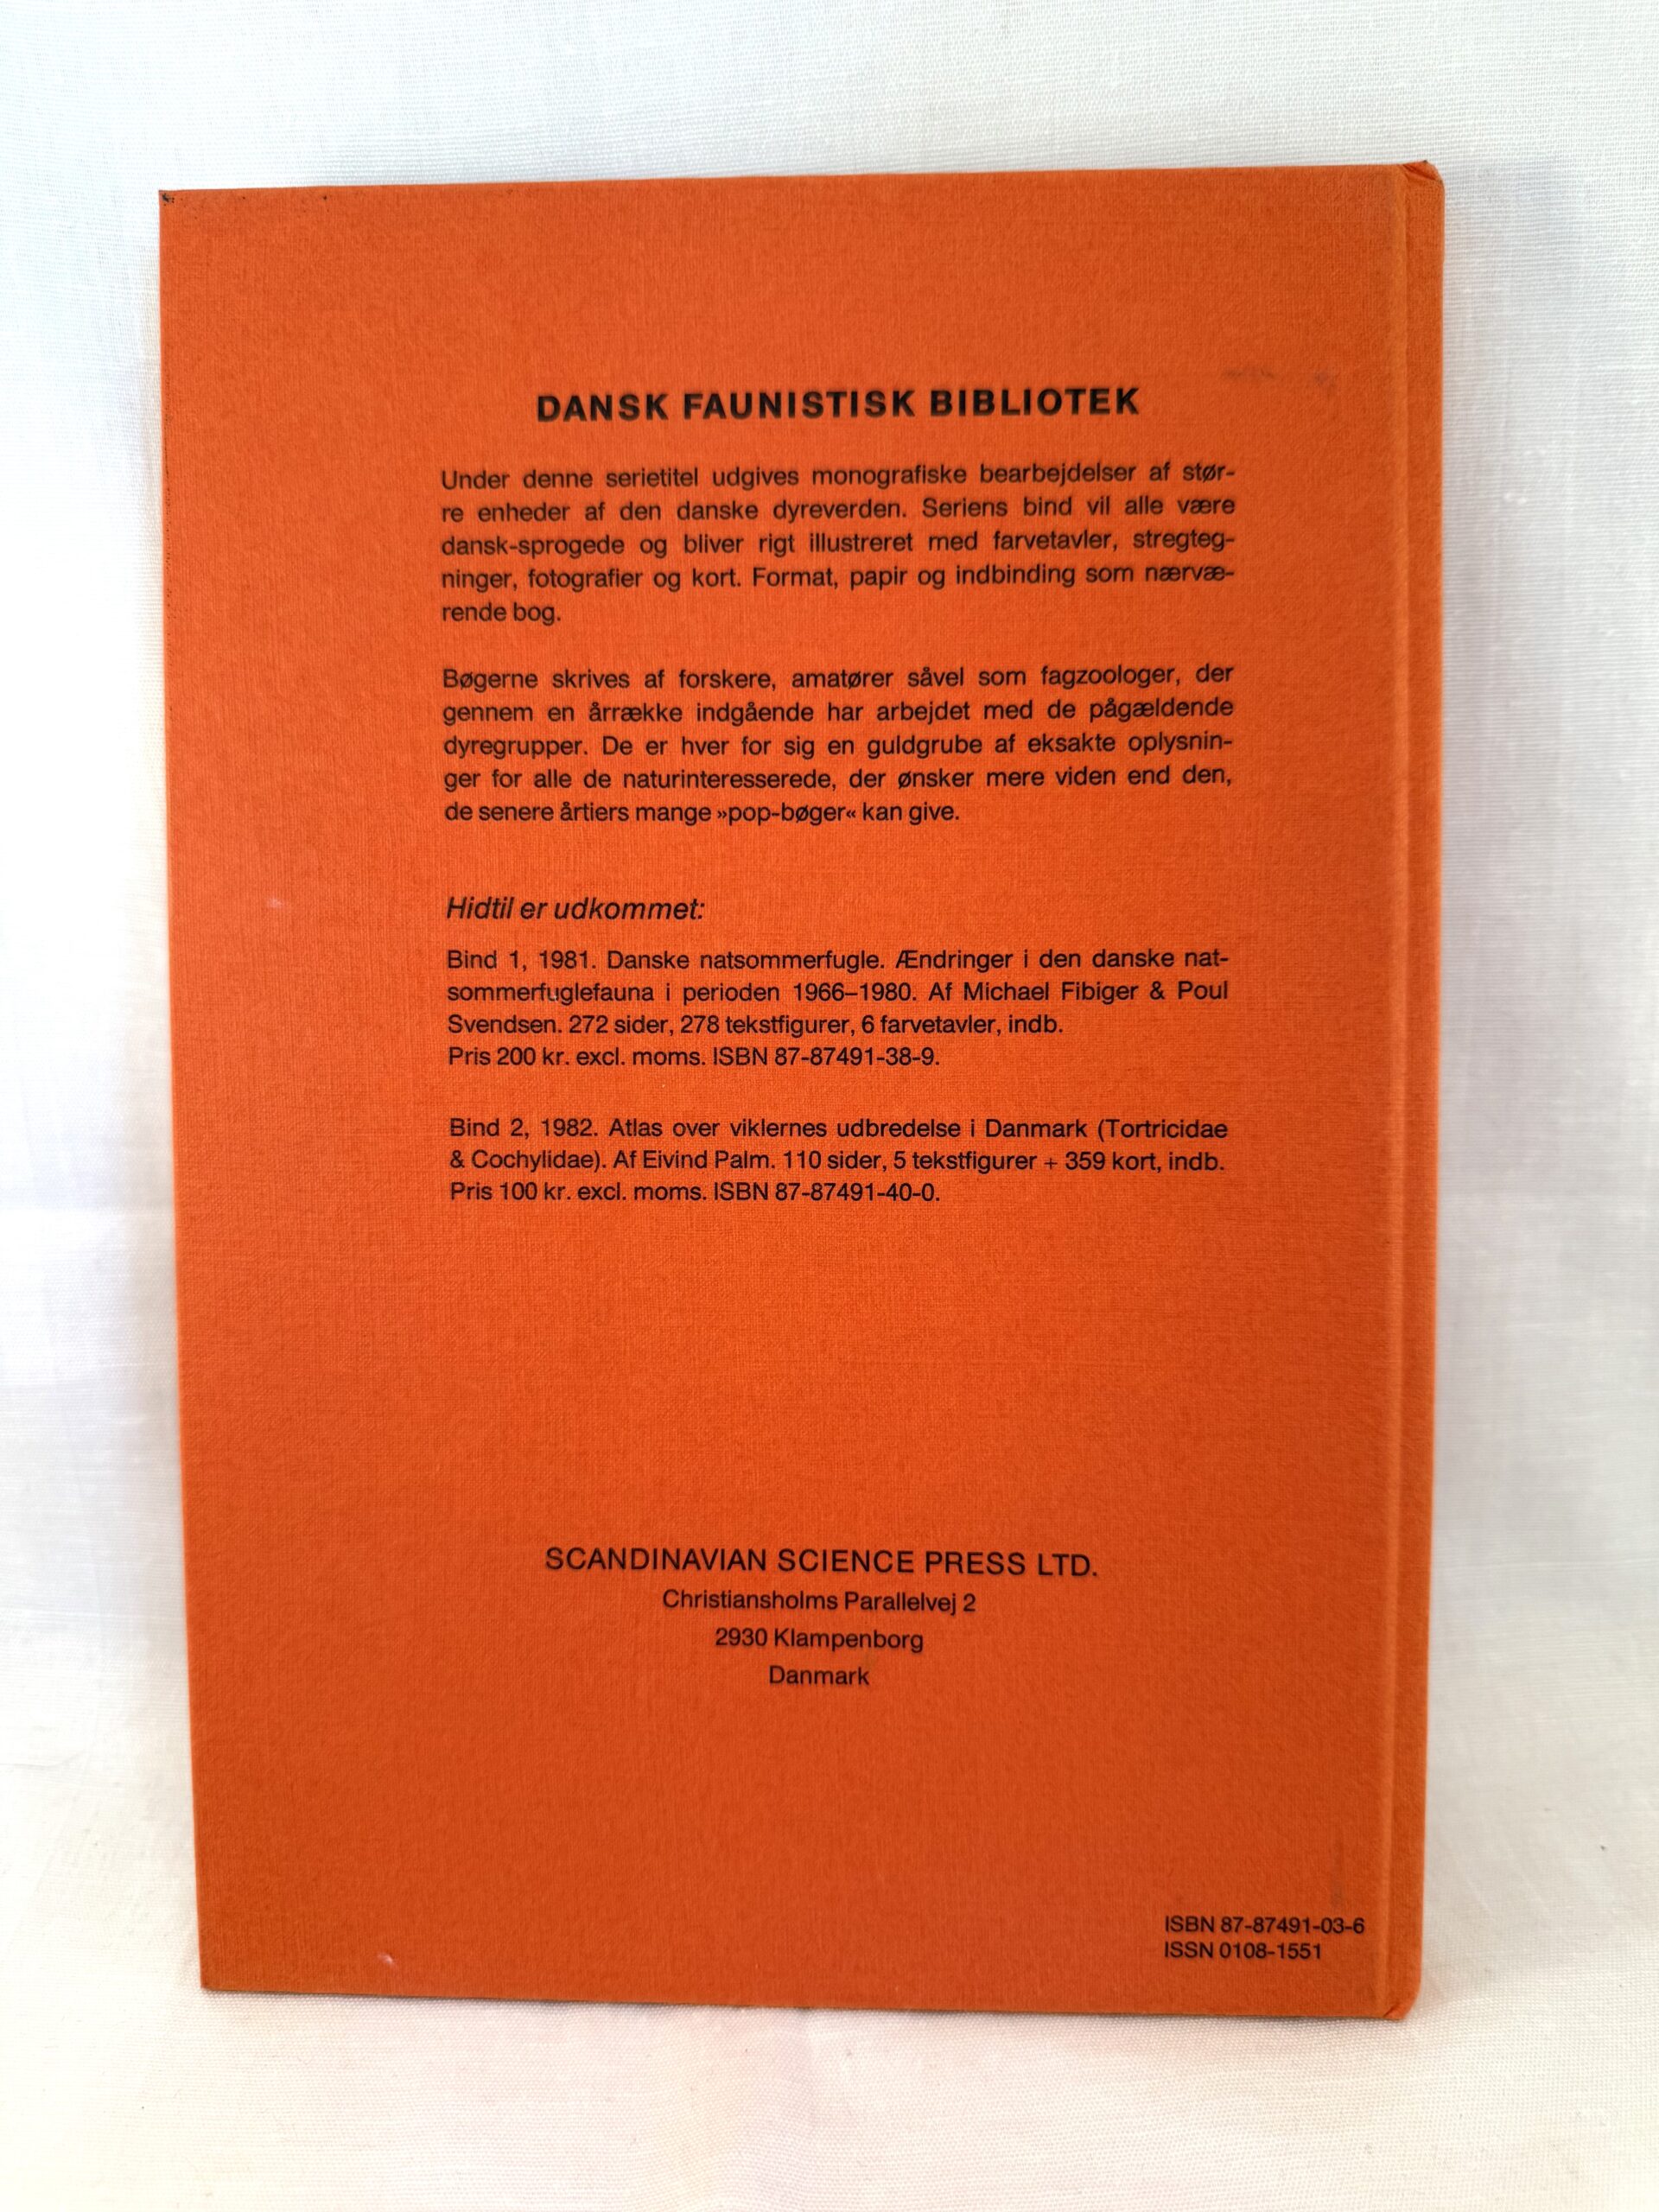 DANSK FAUNISTISK BIBLIOTEK
Under denne serietitel udgives monografiske bearbejdelser af stør-
re enheder af den danske dyreverden. Seriens bind vil alle være
dansk-sprogede og bliver rigt illustreret med farvetavler, stregteg-
ninger, fotografier og kort. Format, papir og indbinding som nærvæ-
rende bog.
Bøgerne skrives af forskere, amatører såvel som fagzoologer, der
gennem en årrække indgående har arbejdet med de pågældende
dyregrupper. De er hver for sig en guldgrube af eksakte oplysnin-
ger for alle de naturinteresserede, der ønsker mere viden end den,
de senere årtiers mange »pop-bøger« kan give.
Hidtil er udkommet:
Bind 1, 1981. Danske natsommerfugle. Ændringer i den danske nat-
sommerfuglefauna i perioden 1966–1980. Af Michael Fibiger & Poul
Svendsen. 272 sider, 278 tekstfigurer, 6 farvetavler, indb.
Pris 200 kr. excl. moms. ISBN 87-87491-38-9.
Bind 2, 1982. Atlas over viklernes udbredelse i Danmark (Tortricidae
& Cochylidae). Af Eivind Palm. 110 sider, 5 tekstfigurer + 359 kort, indb.
Pris 100 kr. excl. moms. ISBN 87-87491-40-0.
SCANDINAVIAN SCIENCE PRESS LTD.
Christiansholms Parallelvej 2
2930 Klampenborg
Danmark
ISBN 87-87491-03-6
ISSN 0108-1551